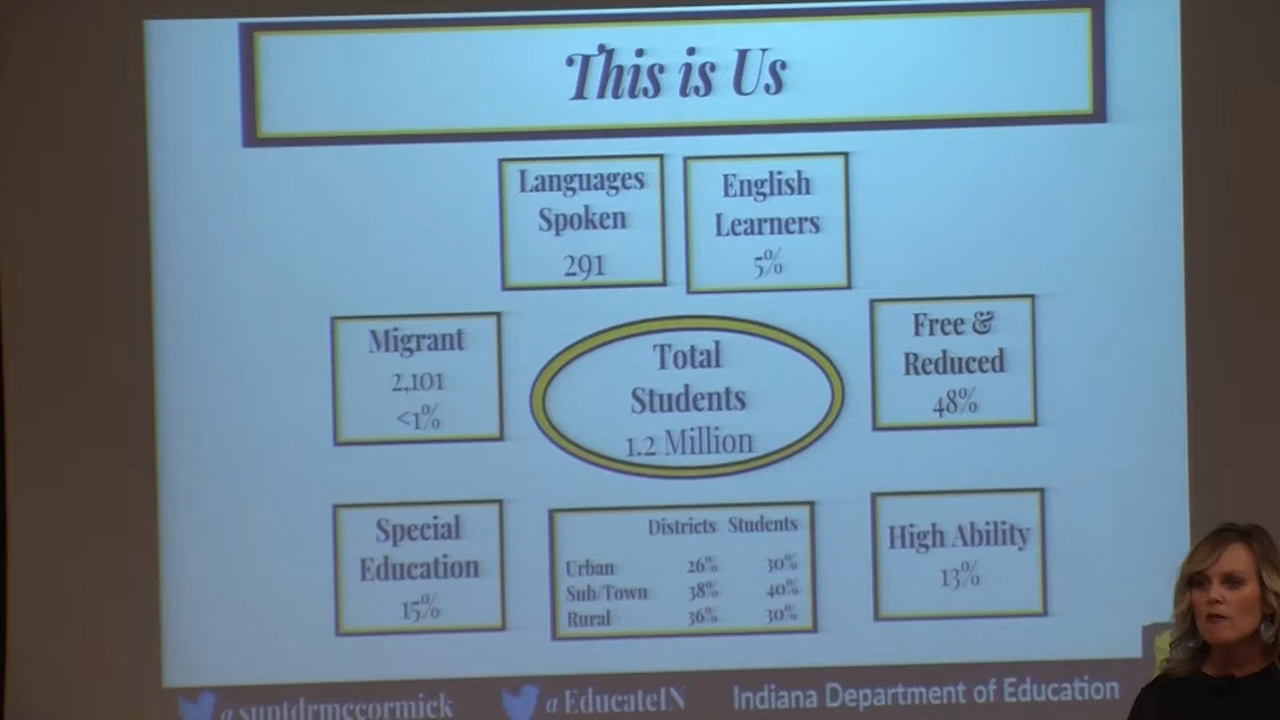 This is Us
Languages
Spoken
291
English
Learners
5%
Migrant
2,101
<1%
Total
Students
1.2 Million
Free &
Reduced
48%
Special
Education
15%
Districts Students
Urban 26% 30%
Sub/Town 38% 40%
Rural 36% 30%
High Ability
13%
@suptdrmccormick @EducateIN Indiana Department of Education